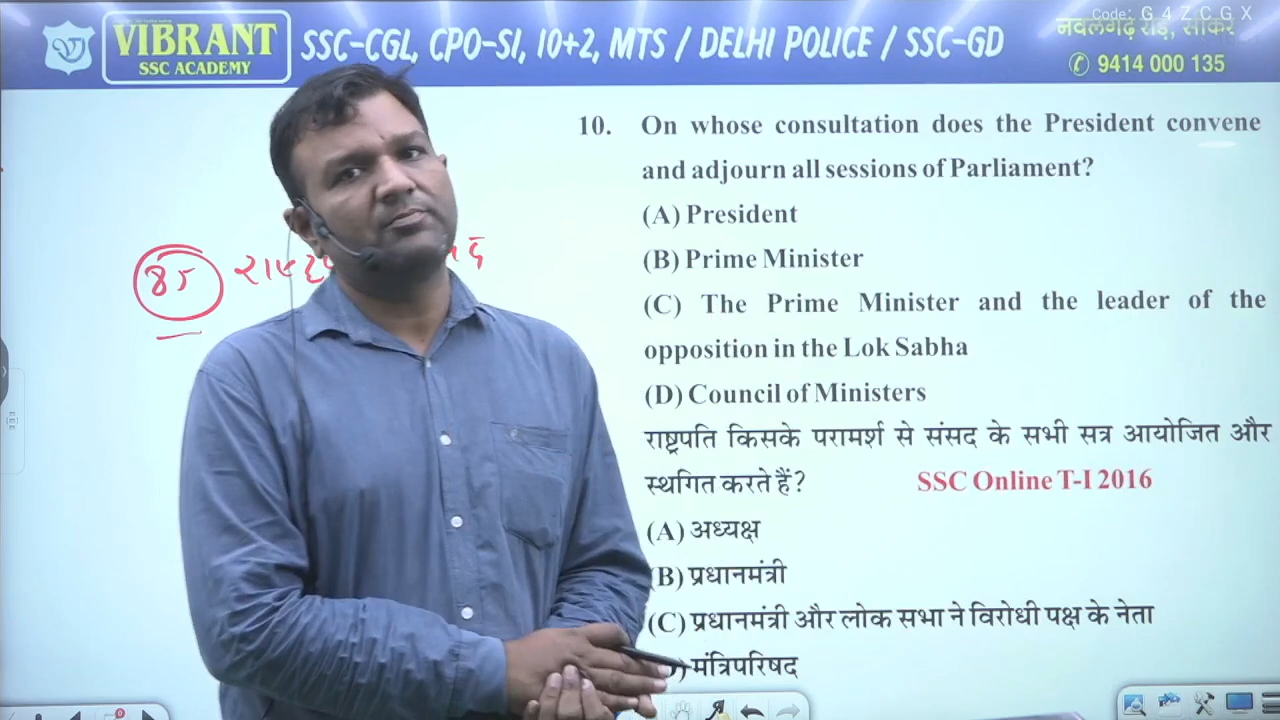 Code: G 4 Z C G X
VIBRANT
SSC ACADEMY
SSC-CGL, CPO-SI, 10+2, MTS / DELHI POLICE / SSC-GD
नवलगढ़ रोड़, सीकर
9414 000 135
10. On whose consultation does the President convene
and adjourn all sessions of Parliament?
(A) President
(B) Prime Minister
(C) The Prime Minister and the leader of the
opposition in the Lok Sabha
(D) Council of Ministers
राष्ट्रपति किसके परामर्श से संसद के सभी सत्र आयोजित और
स्थगित करते हैं? SSC Online T-I 2016
(A) अध्यक्ष
(B) प्रधानमंत्री
(C) प्रधानमंत्री और लोक सभा ने विरोधी पक्ष के नेता
मंत्रिपरिषद
85